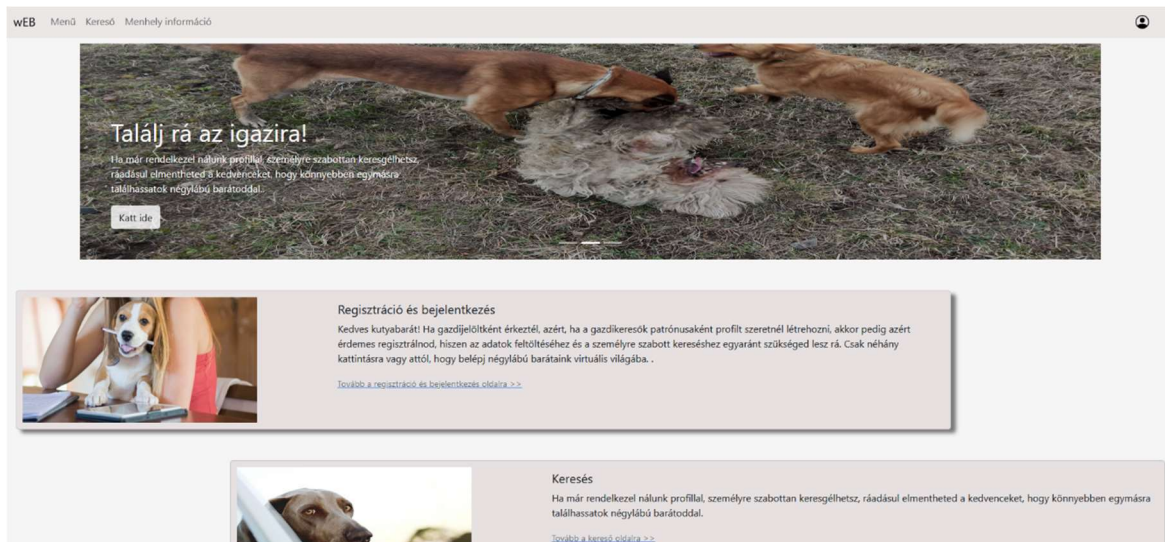 wEB Menü Kereső Menhely információ
Találj rá az igazira!
Ha már rendelkezel nálunk profillal, személyre szabottan keresgélhetsz,
ráadásul elmentheted a kedvenceket, hogy könnyebben egymásra
találhassatok négylábú barátoddal.
Katt ide
Regisztráció és bejelentkezés
Kedves kutyabarát! Ha gazdijelöltként érkeztél, azért, ha a gazdikeresők patrónusaként profilt szeretnél létrehozni, akkor pedig azért
érdemes regisztrálnod, hiszen az adatok feltöltéséhez és a személyre szabott kereséshez egyaránt szükséged lesz rá. Csak néhány
kattintásra vagy attól, hogy belépj négylábú barátaink virtuális világába. .
Tovább a regisztráció és bejelentkezés oldalra >>
Keresés
Ha már rendelkezel nálunk profillal, személyre szabottan keresgélhetsz, ráadásul elmentheted a kedvenceket, hogy könnyebben egymásra
találhassatok négylábú barátoddal.
Tovább a kereső oldalra >>